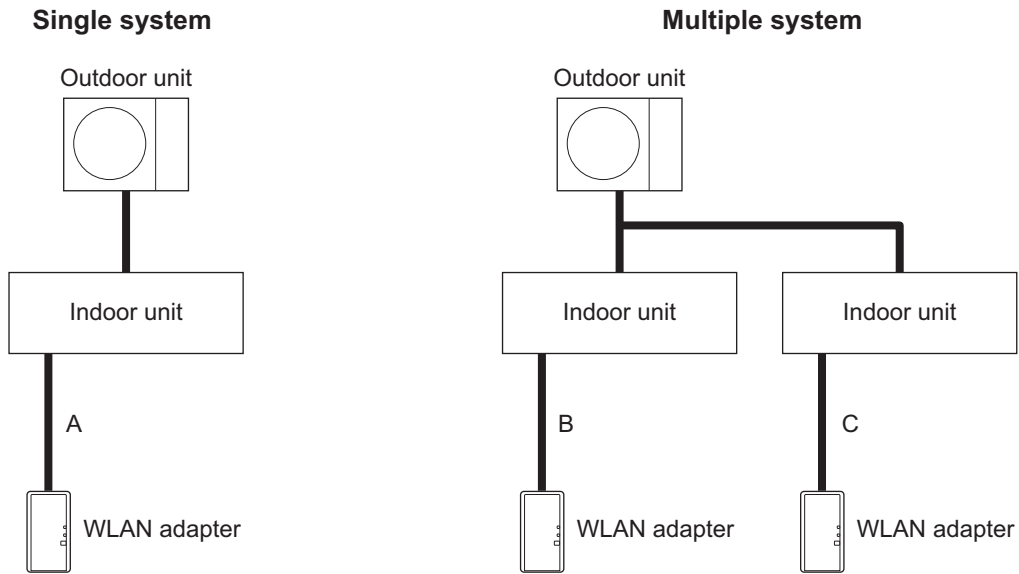 Single system
Outdoor unit
Indoor unit
A
WLAN adapter
Multiple system
Outdoor unit
Indoor unit
Indoor unit
B
C
WLAN adapter
WLAN adapter